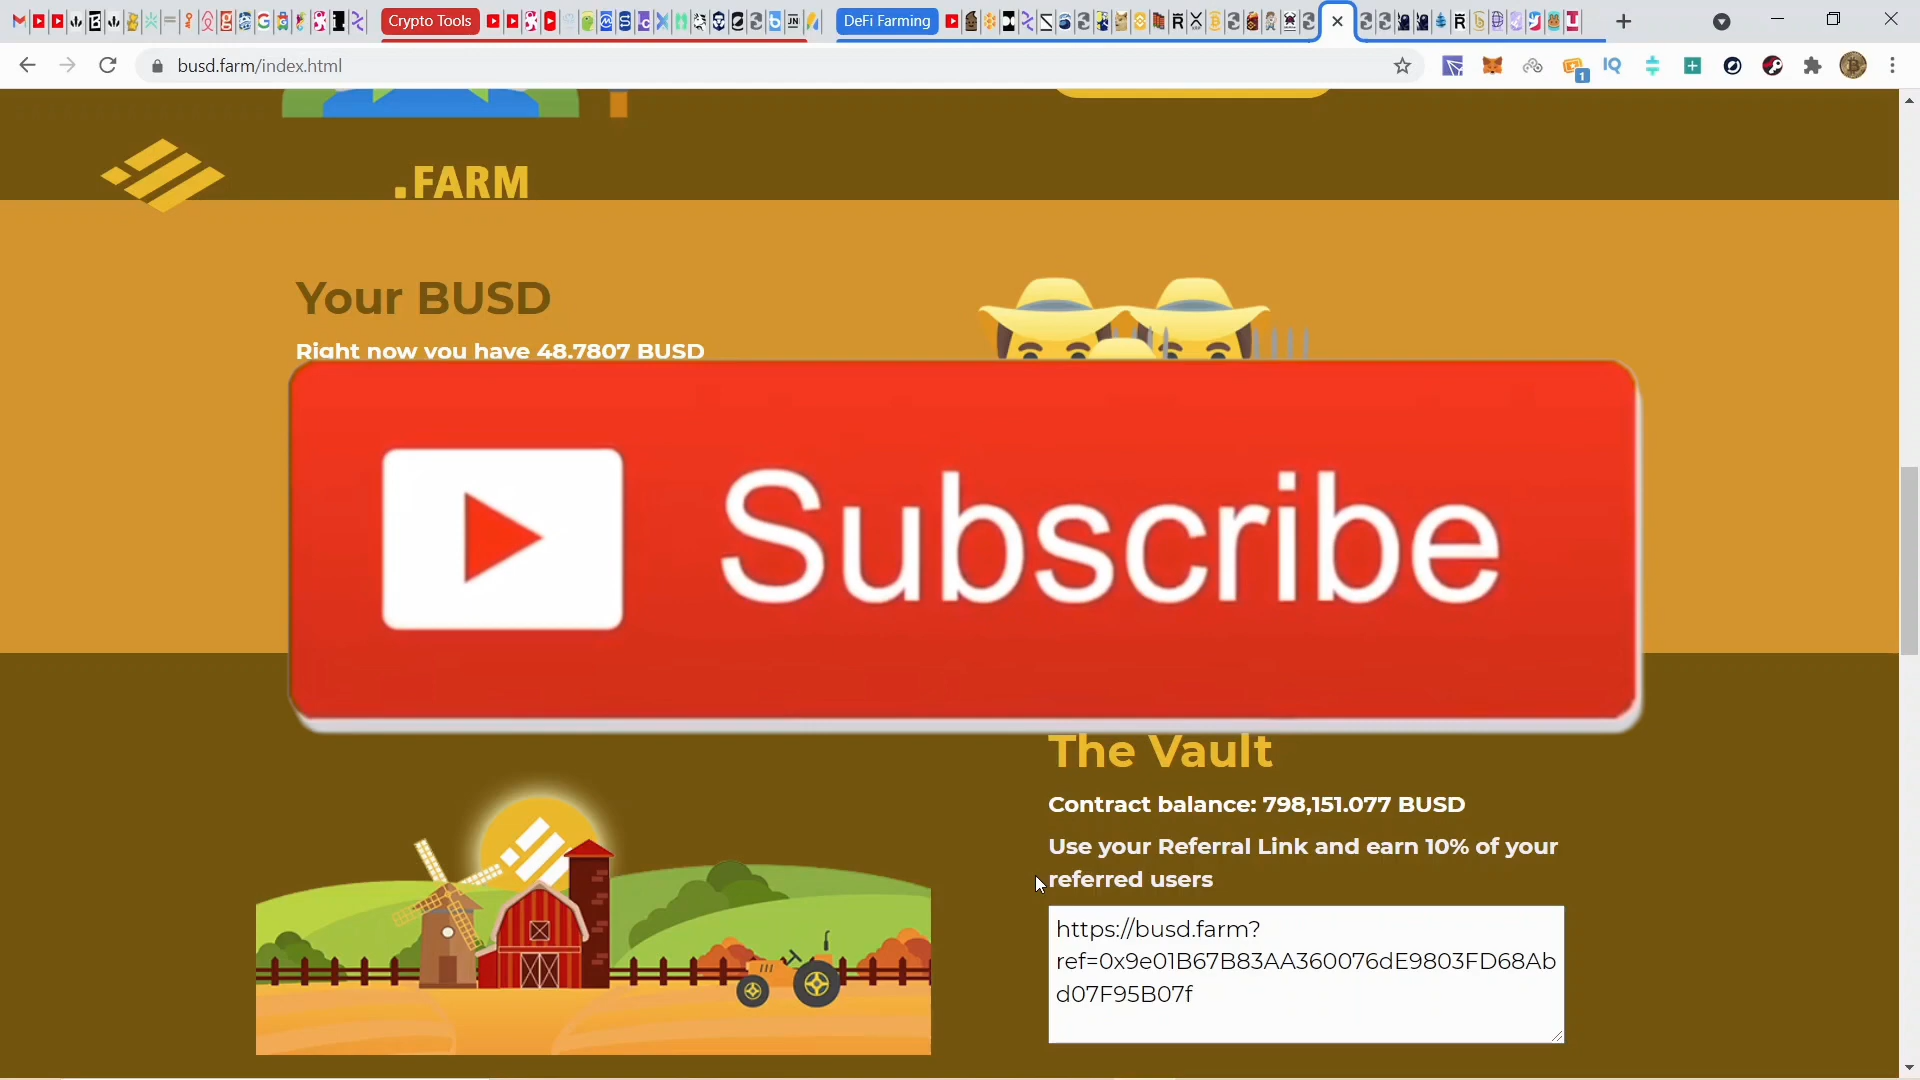 Crypto Tools
DeFi Farming
busd.farm/index.html
1
.FARM
Your BUSD
Right now you have 48.7807 BUSD
Subscribe
The Vault
Contract balance: 798,151.077 BUSD
Use your Referral Link and earn 10% of your
referred users
https://busd.farm?
ref=0x9e01B67B83AA360076dE9803FD68Ab
d07F95B07f